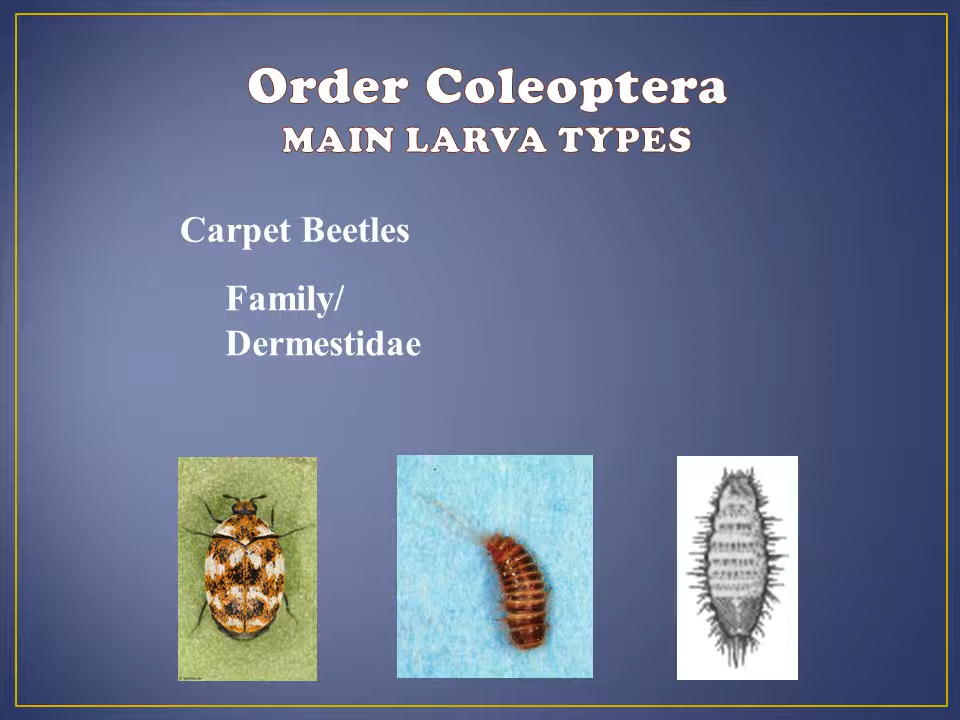 Order Coleoptera
MAIN LARVA TYPES
Carpet Beetles
Family/
Dermestidae